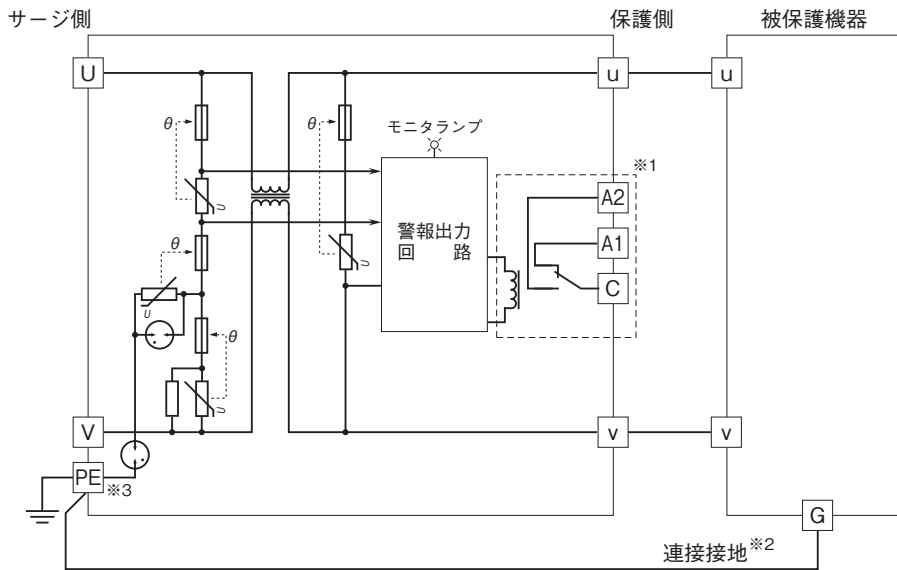 サージ側
保護側
被保護機器
U
u
u
θ
θ
モニタランプ
※1
U
A2
θ
警報出力
回 路
A1
U
C
U
θ
U
V
v
v
PE
※3
G
連接接地※2